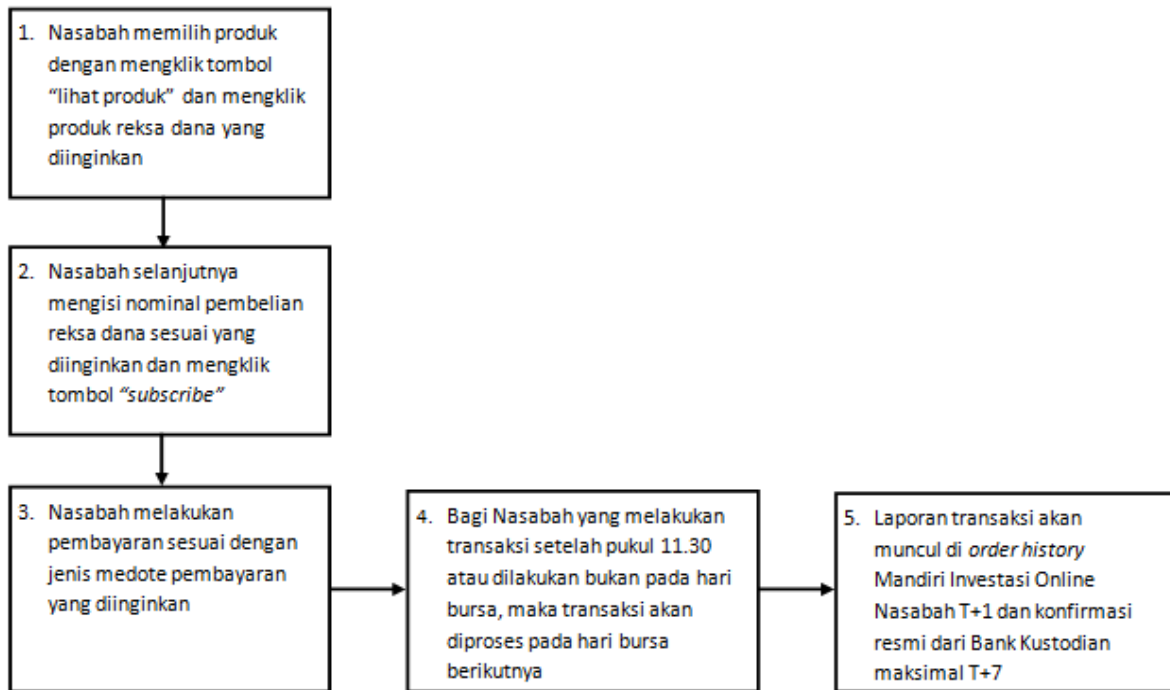 1. Nasabah memilih produk
dengan mengklik tombol
“lihat produk” dan mengklik
produk reksa dana yang
diinginkan
2. Nasabah selanjutnya
mengisi nominal pembelian
reksa dana sesuai yang
diinginkan dan mengklik
tombol “subscribe”
3. Nasabah melakukan
pembayaran sesuai dengan
jenis medote pembayaran
yang diinginkan
4. Bagi Nasabah yang melakukan
transaksi setelah pukul 11.30
atau dilakukan bukan pada hari
bursa, maka transaksi akan
diproses pada hari bursa
berikutnya
5. Laporan transaksi akan
muncul di order history
Mandiri Investasi Online
Nasabah T+1 dan konfirmasi
resmi dari Bank Kustodian
maksimal T+7